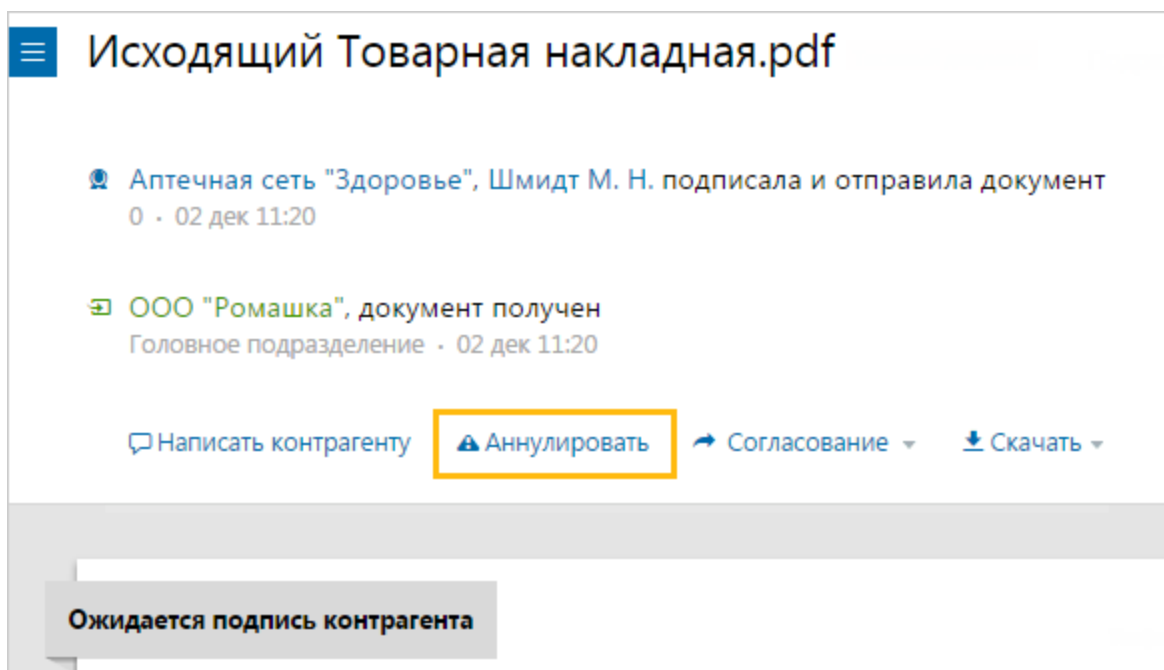 Исходящий Товарная накладная.pdf
Аптечная сеть "Здоровье", Шмидт М. Н. подписала и отправила документ
0 · 02 дек 11:20
ООО "Ромашка", документ получен
Головное подразделение · 02 дек 11:20
Написать контрагенту Аннулировать Согласование Скачать
Ожидается подпись контрагента